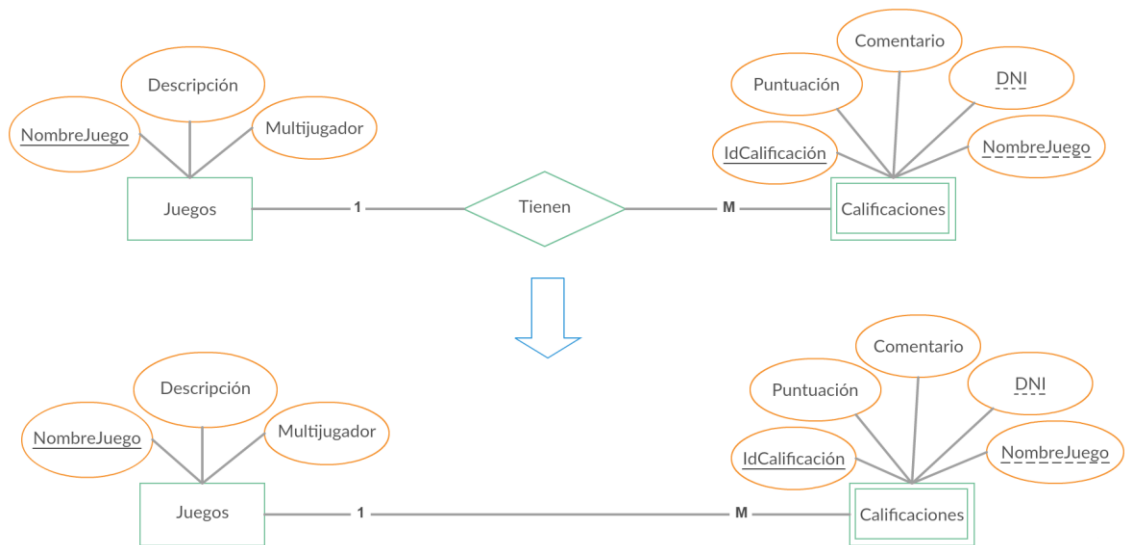 Comentario
Descripción
Puntuación
DNI
NombreJuego
Multijugador
IdCalificación
NombreJuego
Juegos
1
Tienen
M
Calificaciones
Comentario
Descripción
Puntuación
DNI
NombreJuego
Multijugador
IdCalificación
NombreJuego
Juegos
1
M
Calificaciones